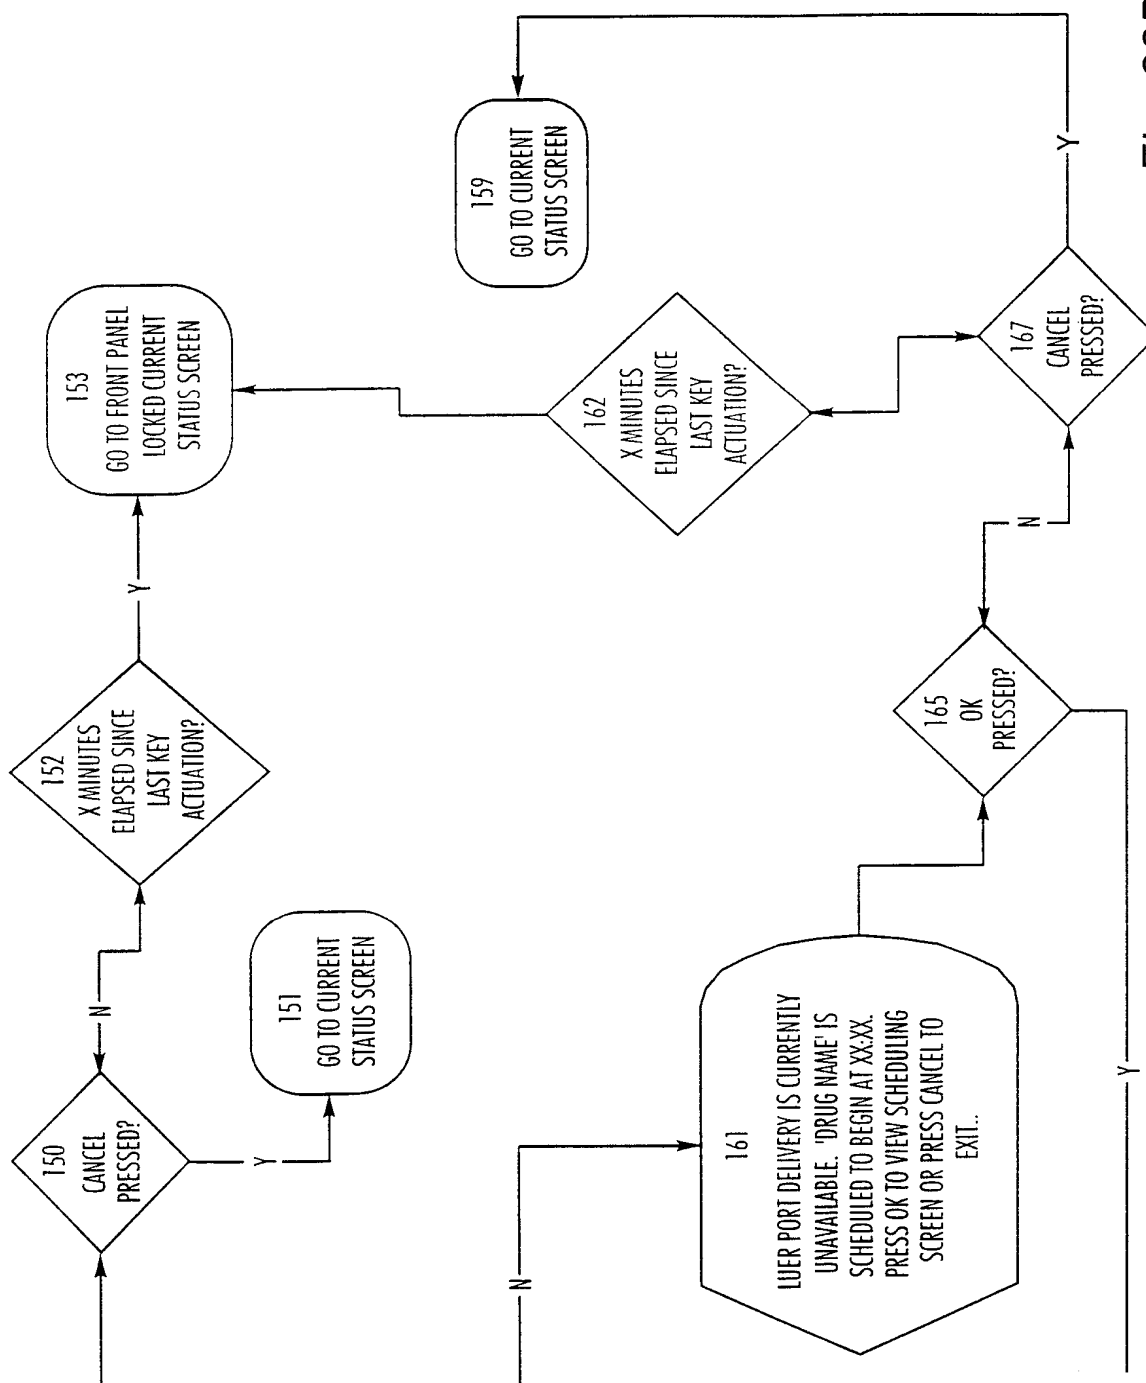 150
CANCEL
PRESSED?
N
Y
151
GO TO CURRENT
STATUS SCREEN
152
X MINUTES
ELAPSED SINCE
LAST KEY
ACTUATION?
Y
153
GO TO FRONT PANEL
LOCKED CURRENT
STATUS SCREEN
159
GO TO CURRENT
STATUS SCREEN
162
X MINUTES
ELAPSED SINCE
LAST KEY
ACTUATION?
N
161
LUER PORT DELIVERY IS CURRENTLY
UNAVAILABLE. 'DRUG NAME' IS
SCHEDULED TO BEGIN AT XX:XX.
PRESS OK TO VIEW SCHEDULING
SCREEN OR PRESS CANCEL TO
EXIT..
165
OK
PRESSED?
N
Y
167
CANCEL
PRESSED?
Y